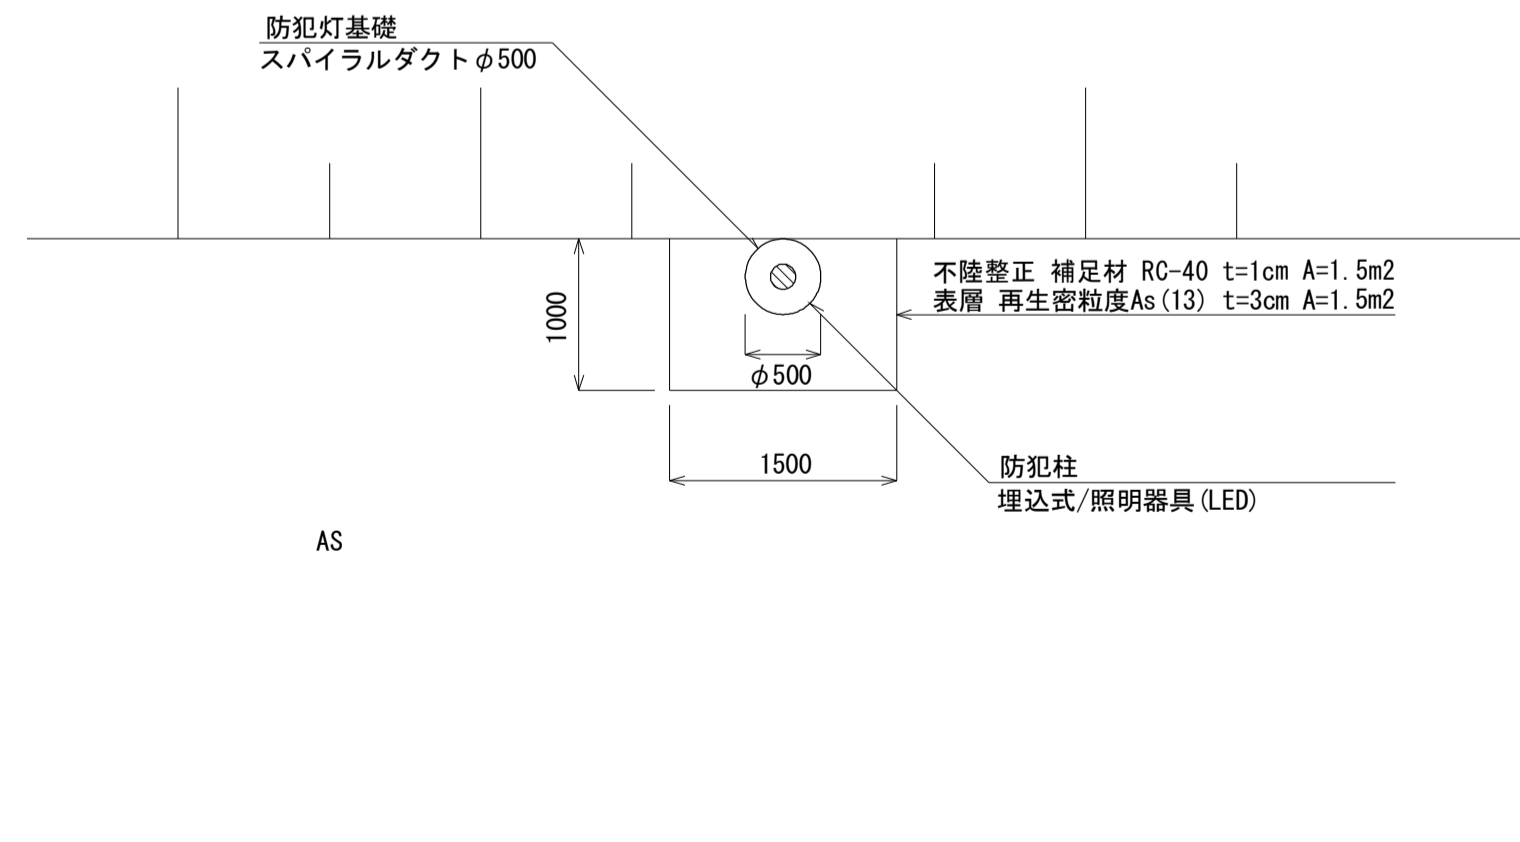 防犯灯基礎
スパイラルダクトφ500
不陸整正 補足材 RC-40 t=1cm A=1.5m2
表層 再生密粒度As(13) t=3cm A=1.5m2
1000
φ500
1500
防犯柱
埋込式/照明器具(LED)
AS